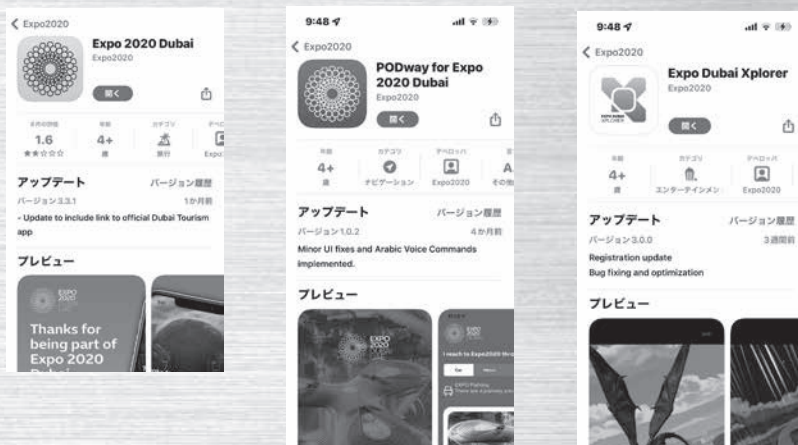 Expo2020
Expo 2020 Dubai
Expo2020
開く
年齢
カテゴリ
1.6
4+
★★☆☆☆
歳
旅行
アップデート
バージョン履歴
バージョン3.3.1
1か月前
- Update to include link to official Dubai Tourism
app
プレビュー
EXPO
2020
Thanks for
being part of
Expo 2020
9:48
Expo2020
PODway for Expo
2020 Dubai
Expo2020
開く
年齢
カテゴリ
デベロッパ
4+
歳
ナビゲーション
Expo2020
アップデート
バージョン履歴
バージョン1.0.2
4か月前
Minor UI fixes and Arabic Voice Commands
implemented.
プレビュー
EXPO
2020
9:48
Expo2020
Expo Dubai Xplorer
Expo2020
開く
年齢
カテゴリ
デベロッパ
4+
歳
エンターテインメン
Expo2020
アップデート
バージョン履歴
バージョン3.0.0
3週間前
Registration update
Bug fixing and optimization
プレビュー